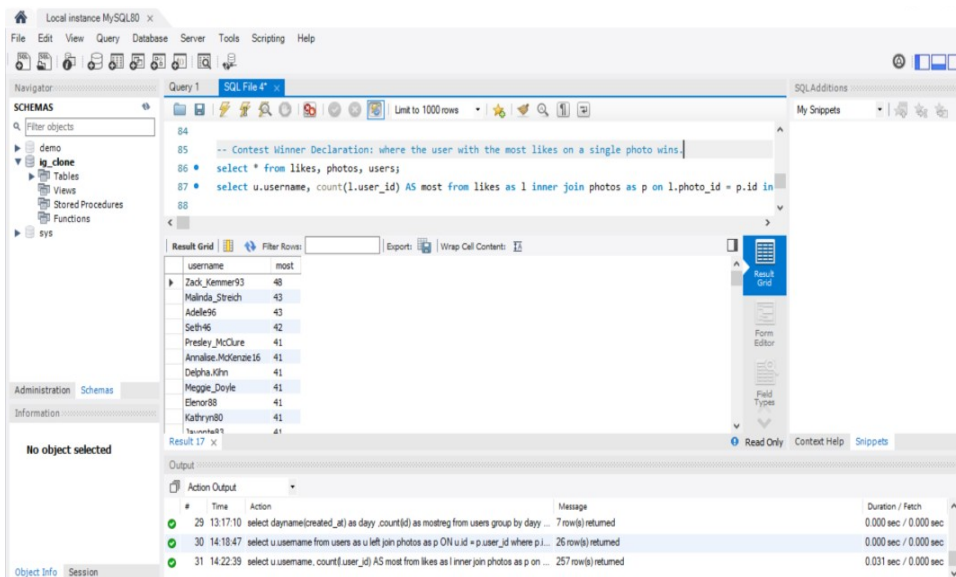 Local instance MySQL80 ×
File Edit View Query Database Server Tools Scripting Help
Navigator
SCHEMAS
Filter objects
demo
ig_clone
Tables
Views
Stored Procedures
Functions
sys
Administration Schemas
Information
No object selected
Object Info Session
Query 1 SQL File 4* ×
Limit to 1000 rows
84
85 -- Contest Winner Declaration: where the user with the most likes on a single photo wins.
86 select * from likes, photos, users;
87 select u.username, count(l.user_id) AS most from likes as l inner join photos as p on l.photo_id = p.id in
88
Result Grid Filter Rows: Export: Wrap Cell Content:
username most
Zack_Kemmer93 48
Malinda_Streich 43
Adelle96 43
Seth46 42
Presley_McClure 41
Annalise.McKenzie16 41
Delpha.Kihn 41
Meggie_Doyle 41
Elenor88 41
Kathryn80 41
Javonte83 41
Result Grid
Form Editor
Field Types
Result 17 × Read Only
SQLAdditions
My Snippets
Context Help Snippets
Output
Action Output
# Time Action Message Duration / Fetch
29 13:17:10 select dayname(created_at) as dayy ,count(id) as mostreg from users group by dayy ... 7 row(s) returned 0.000 sec / 0.000 sec
30 14:18:47 select u.username from users as u left join photos as p ON u.id = p.user_id where p.i... 26 row(s) returned 0.000 sec / 0.000 sec
31 14:22:39 select u.username, count(l.user_id) AS most from likes as l inner join photos as p on ... 257 row(s) returned 0.031 sec / 0.000 sec